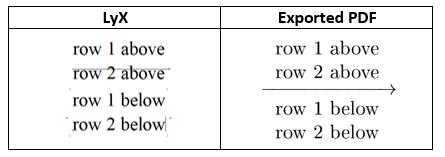 LyX
Exported PDF
row 1 above
row 2 above
row 1 below
row 2 below
row 1 above
row 2 above
row 1 below
row 2 below